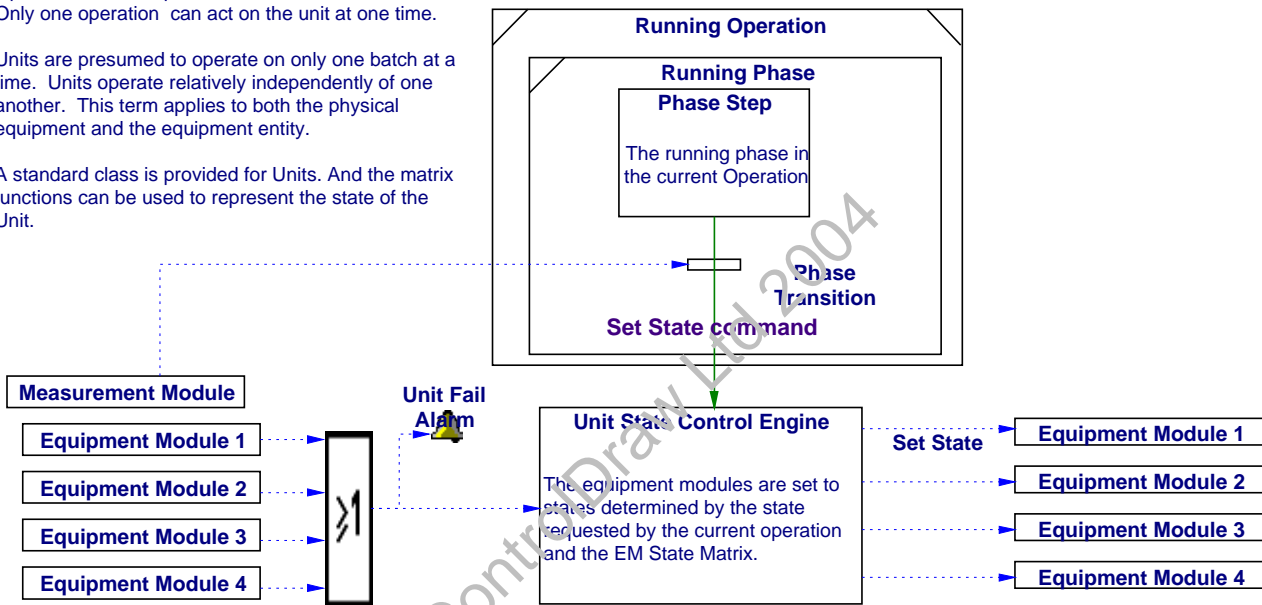 Only one operation can act on the unit at one time.
Units are presumed to operate on only one batch at a
time. Units operate relatively independently of one
another. This term applies to both the physical
equipment and the equipment entity.
A standard class is provided for Units. And the matrix
functions can be used to represent the state of the
Unit.
Running Operation
Running Phase
Phase Step
The running phase in
the current Operation
Phase
Transition
Set State command
Measurement Module
Equipment Module 1
Equipment Module 2
Equipment Module 3
Equipment Module 4
≥1
Unit Fail
Alarm
Unit State Control Engine
The equipment modules are set to
states determined by the state
requested by the current operation
and the EM State Matrix.
Set State
Equipment Module 1
Equipment Module 2
Equipment Module 3
Equipment Module 4
ControlDraw Ltd 2004